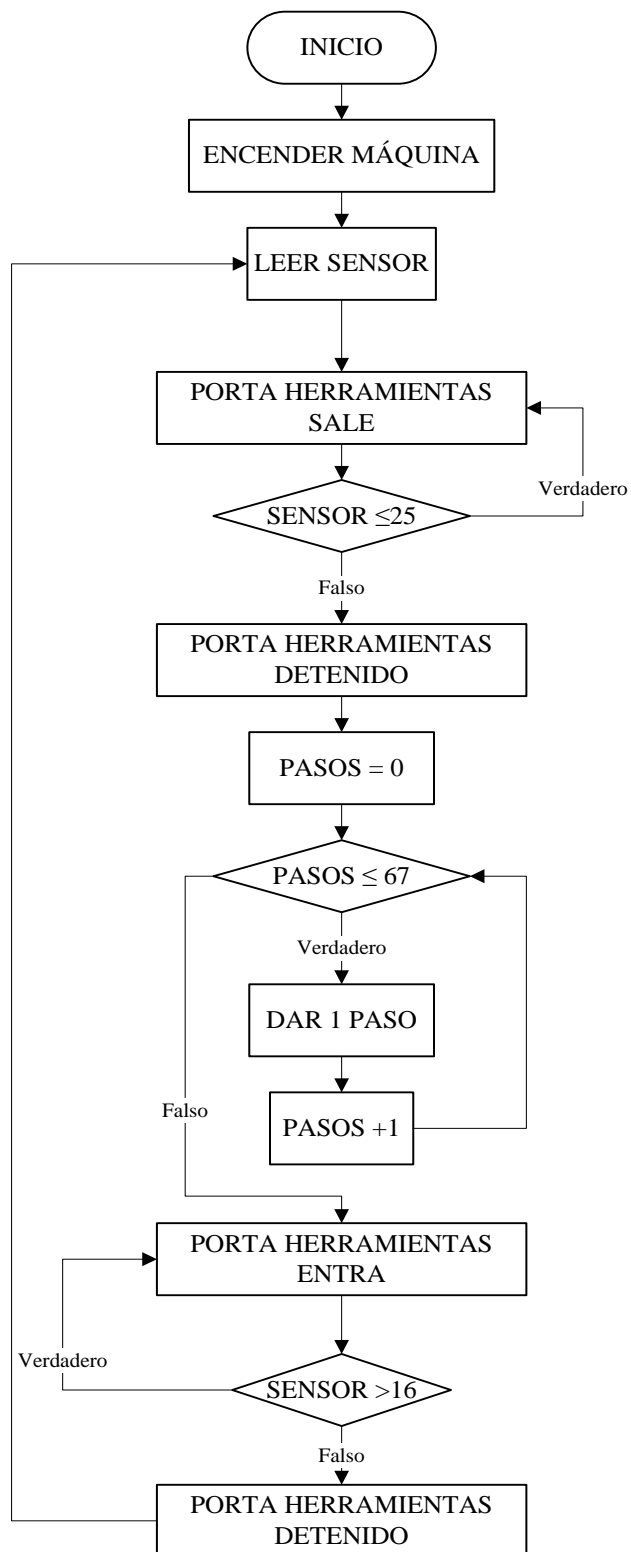 INICIO
ENCENDER MÁQUINA
LEER SENSOR
PORTA HERRAMIENTAS
SALE
Verdadero
SENSOR ≤25
Falso
PORTA HERRAMIENTAS
DETENIDO
PASOS = 0
PASOS ≤ 67
Verdadero
DAR 1 PASO
Falso
PASOS +1
PORTA HERRAMIENTAS
ENTRA
Verdadero
SENSOR >16
Falso
PORTA HERRAMIENTAS
DETENIDO